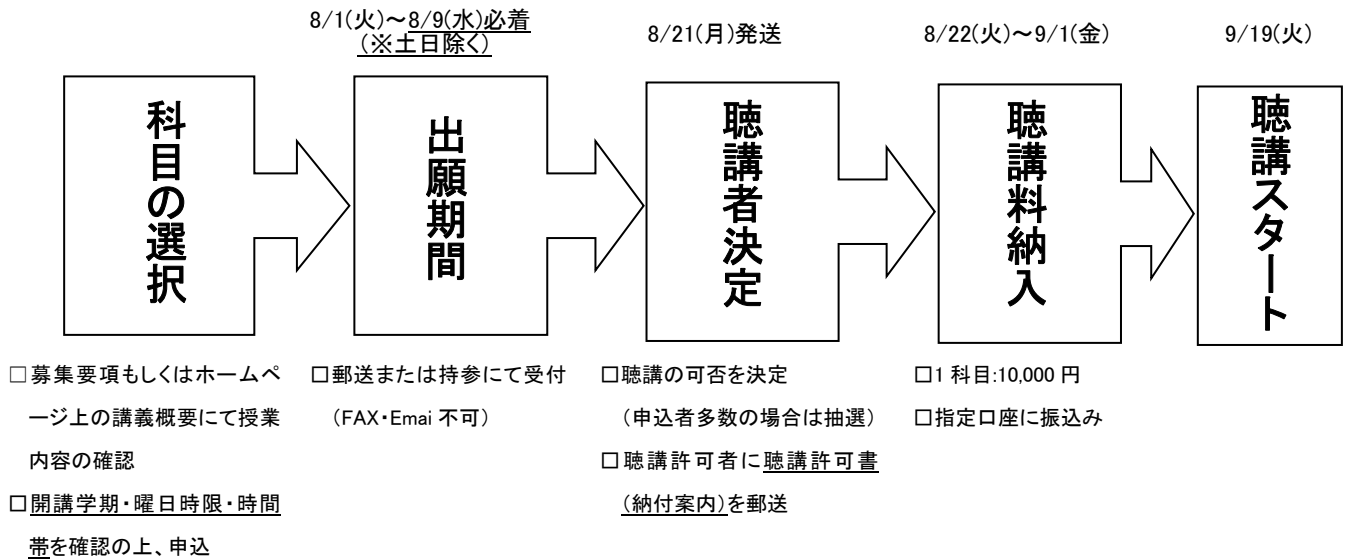 8/1(火)～8/9(水)必着
(※土日除く)
8/21(月)発送
8/22(火)～9/1(金)
9/19(火)
科目の選択
出願期間
聴講者決定
聴講料納入
聴講スタート
□募集要項もしくはホームペ
ージ上の講義概要にて授業
内容の確認
□開講学期・曜日時限・時間
帯を確認の上、申込
□郵送または持参にて受付
(FAX・Emai 不可)
□聴講の可否を決定
(申込者多数の場合は抽選)
□聴講許可者に聴講許可書
(納付案内)を郵送
□1 科目:10,000 円
□指定口座に振込み